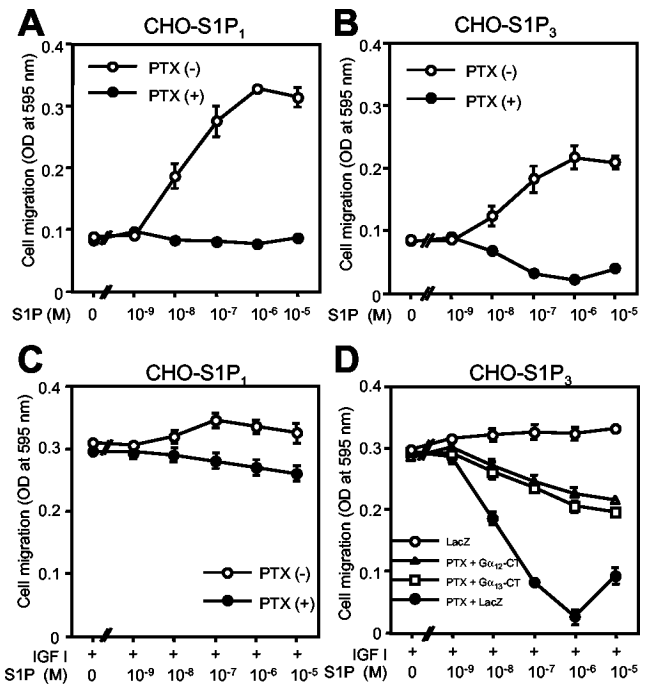 A
CHO-S1P₁
Cell migration (OD at 595 nm)
0.4
0.3
0.2
0.1
0
PTX (-)
PTX (+)
S1P (M) 0 10⁻⁹ 10⁻⁸ 10⁻⁷ 10⁻⁶ 10⁻⁵
B
CHO-S1P₃
Cell migration (OD at 595 nm)
0.4
0.3
0.2
0.1
0
PTX (-)
PTX (+)
S1P (M) 0 10⁻⁹ 10⁻⁸ 10⁻⁷ 10⁻⁶ 10⁻⁵
C
CHO-S1P₁
Cell migration (OD at 595 nm)
0.4
0.3
0.2
0.1
0
PTX (-)
PTX (+)
IGF I + + + + + +
S1P (M) 0 10⁻⁹ 10⁻⁸ 10⁻⁷ 10⁻⁶ 10⁻⁵
D
CHO-S1P₃
Cell migration (OD at 595 nm)
0.4
0.3
0.2
0.1
0
LacZ
PTX + Gα₁₂-CT
PTX + Gα₁₃-CT
PTX + LacZ
IGF I + + + + + +
S1P (M) 0 10⁻⁹ 10⁻⁸ 10⁻⁷ 10⁻⁶ 10⁻⁵